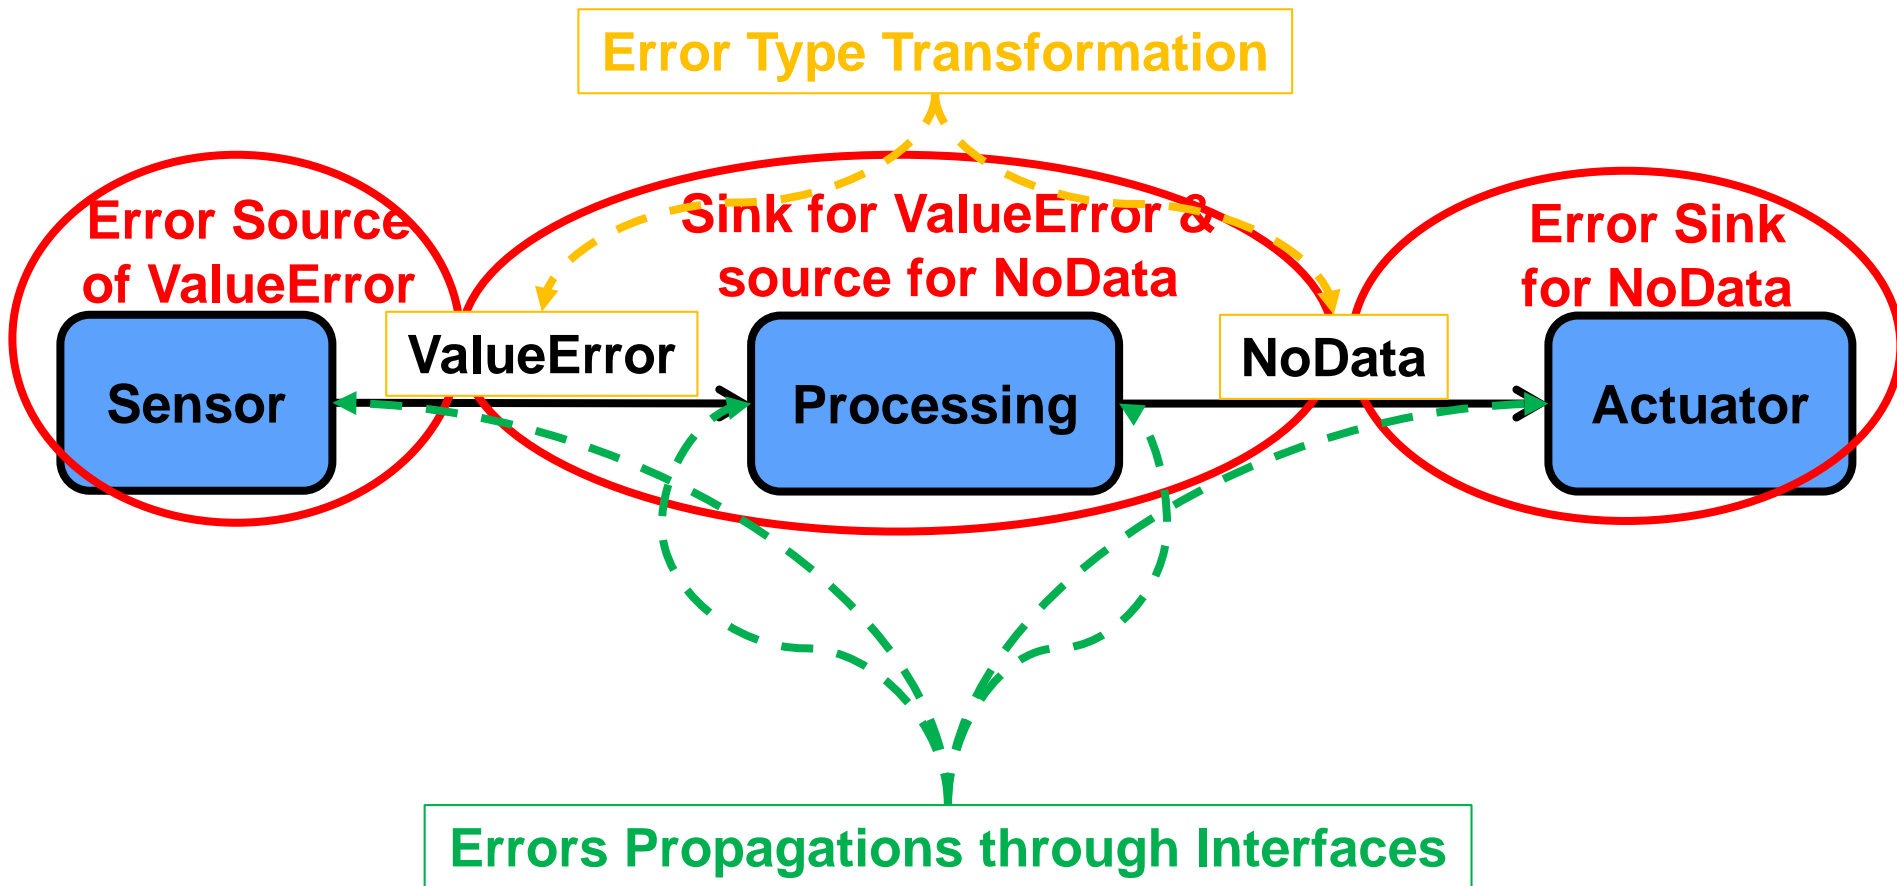 Error Type Transformation
Error Source
of ValueError
Sink for ValueError &
source for NoData
Error Sink
for NoData
ValueError
NoData
Sensor
Processing
Actuator
Errors Propagations through Interfaces